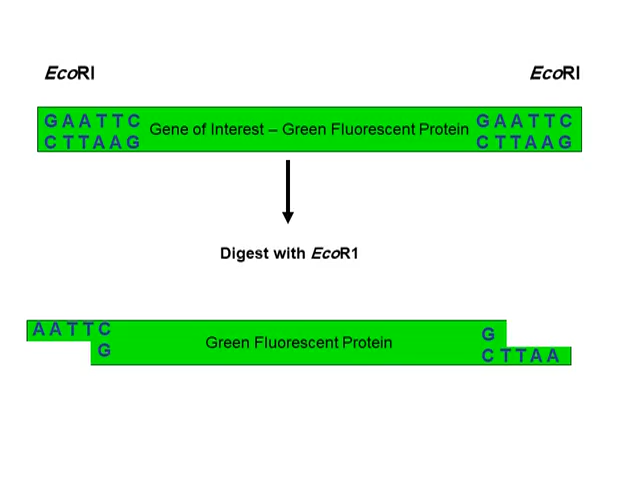 EcoRI EcoRI
G A A T T C Gene of Interest – Green Fluorescent Protein G A A T T C
C T T A A G C T T A A G
Digest with EcoR1
A A T T C Green Fluorescent Protein G
G C T T A A